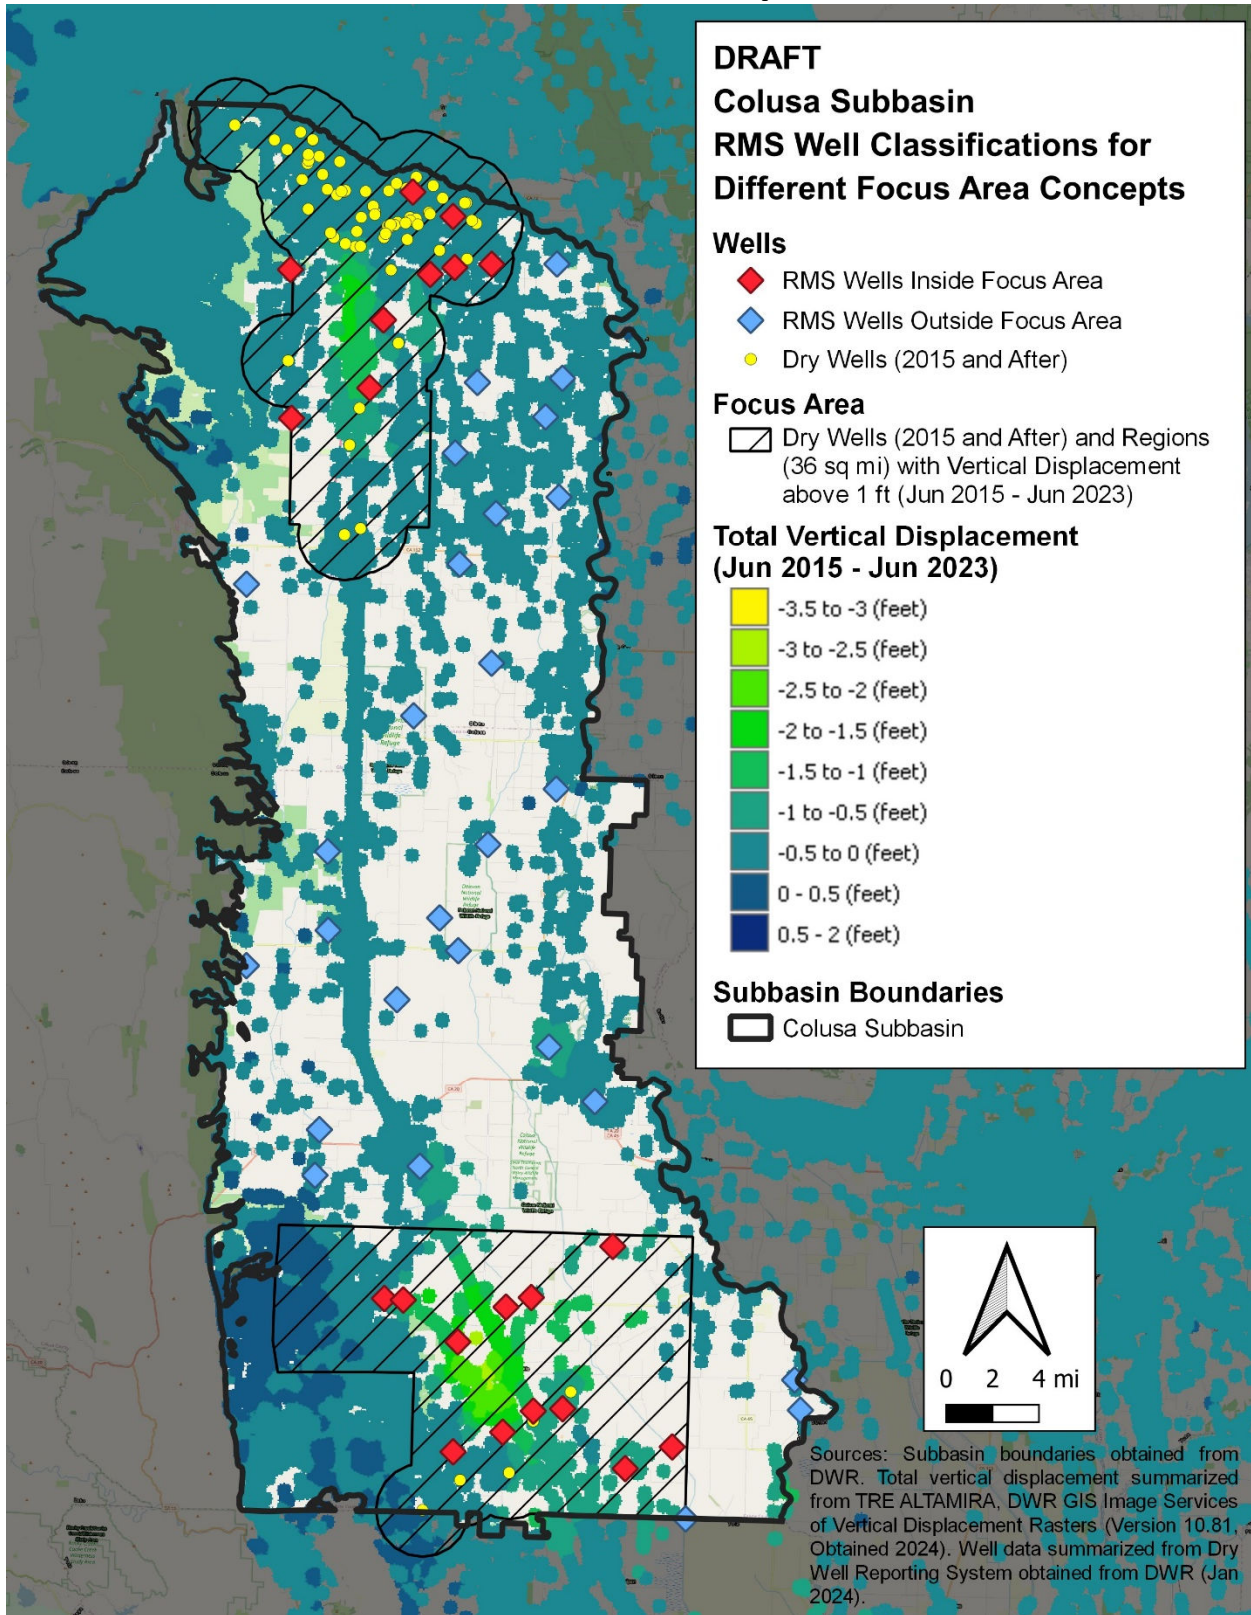 DRAFT
Colusa Subbasin
RMS Well Classifications for
Different Focus Area Concepts
Wells
RMS Wells Inside Focus Area
RMS Wells Outside Focus Area
Dry Wells (2015 and After)
Focus Area
Dry Wells (2015 and After) and Regions
(36 sq mi) with Vertical Displacement
above 1 ft (Jun 2015 - Jun 2023)
Total Vertical Displacement
(Jun 2015 - Jun 2023)
-3.5 to -3 (feet)
-3 to -2.5 (feet)
-2.5 to -2 (feet)
-2 to -1.5 (feet)
-1.5 to -1 (feet)
-1 to -0.5 (feet)
-0.5 to 0 (feet)
0 - 0.5 (feet)
0.5 - 2 (feet)
Subbasin Boundaries
Colusa Subbasin
0 2 4 mi
Sources: Subbasin boundaries obtained from
DWR. Total vertical displacement summarized
from TRE ALTAMIRA, DWR GIS Image Services
of Vertical Displacement Rasters (Version 10.81,
Obtained 2024). Well data summarized from Dry
Well Reporting System obtained from DWR (Jan
2024).